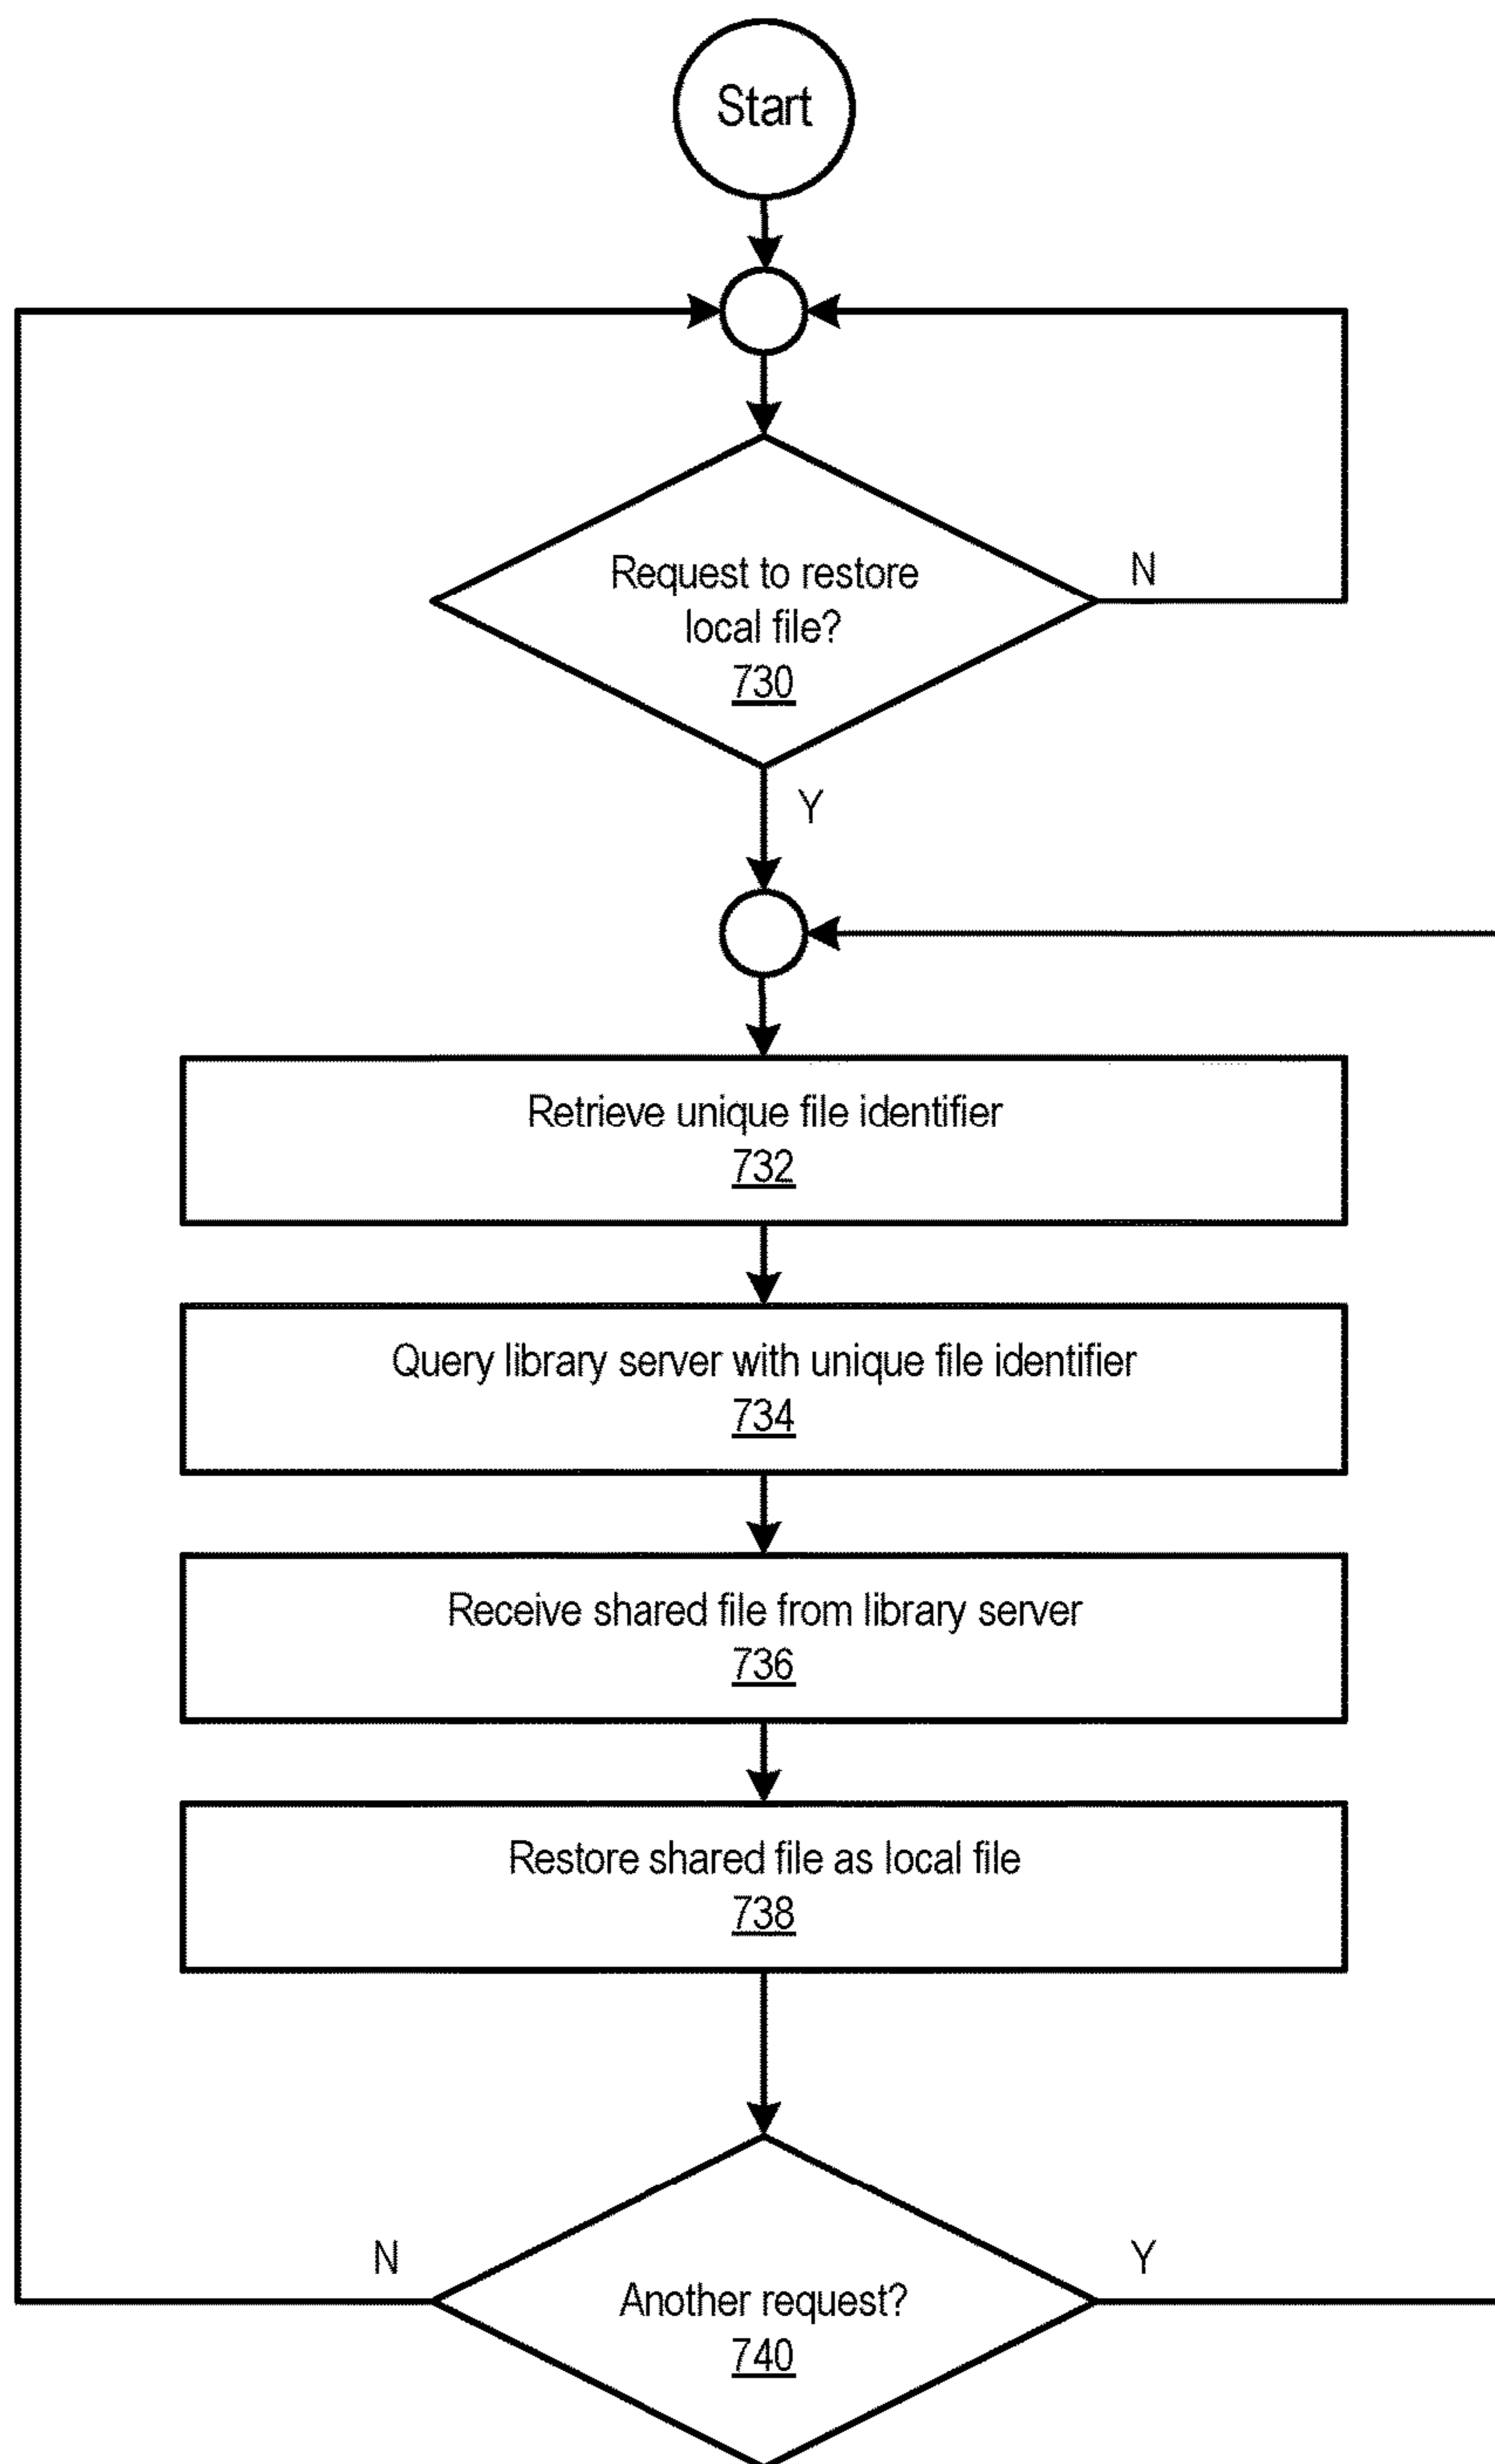 Start
Request to restore
local file?
730
N
Y
Retrieve unique file identifier
732
Query library server with unique file identifier
734
Receive shared file from library server
736
Restore shared file as local file
738
N
Y
Another request?
740